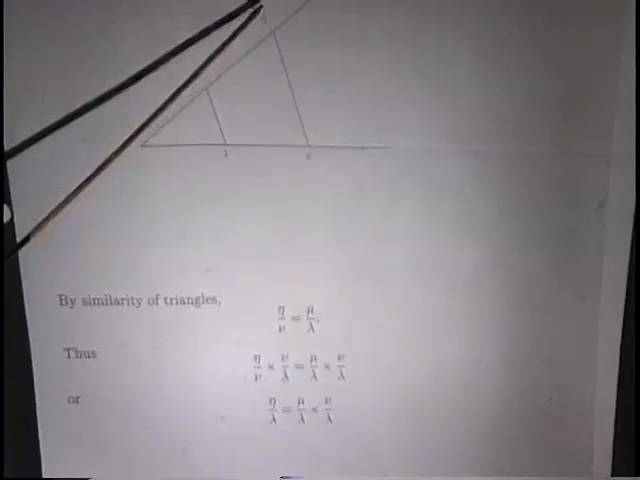 λ
By similarity of triangles,
η/ν = μ/λ.
Thus
η/ν × ν/λ = μ/λ × ν/λ
or
η/λ = μ/λ × ν/λ